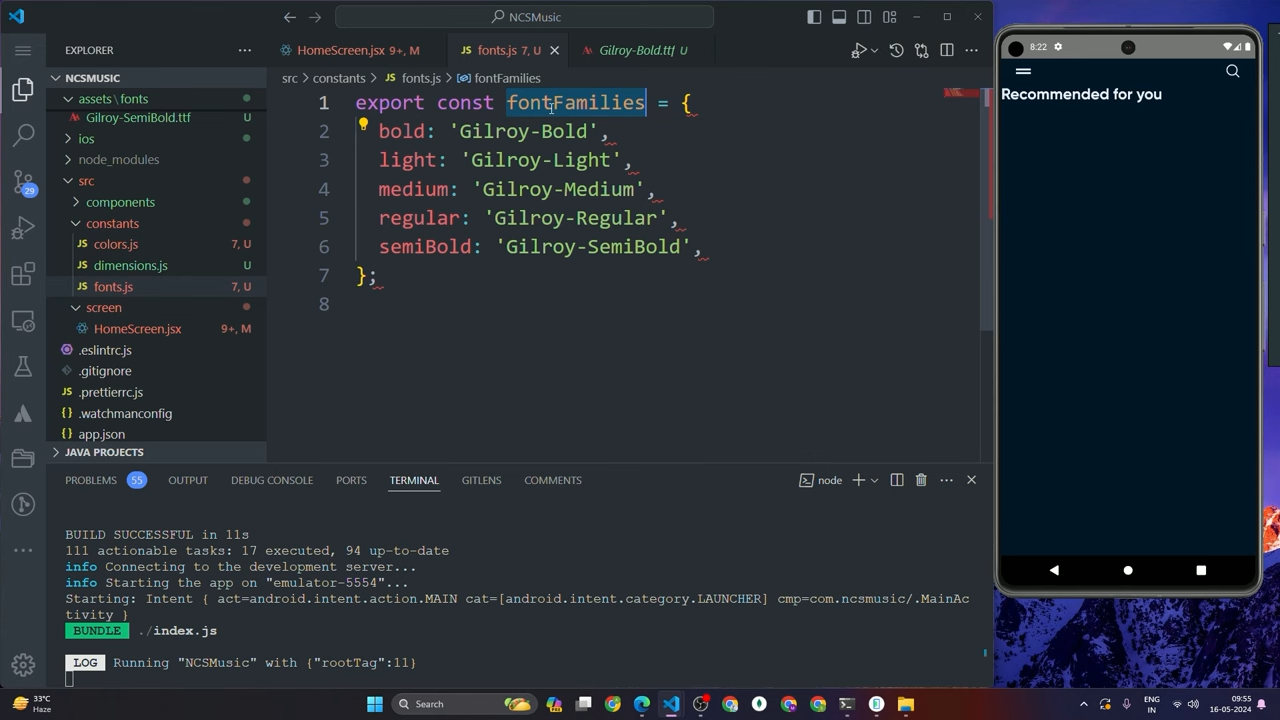 NCSMusic
EXPLORER
HomeScreen.jsx 9+, M
fonts.js 7, U
Gilroy-Bold.ttf U
8:22
NCSMUSIC
src > constants > JS fonts.js > fontFamilies
assets\fonts
Gilroy-SemiBold.ttf U
ios
node_modules
src
components
constants
JS colors.js 7, U
JS dimensions.js U
JS fonts.js 7, U
screen
HomeScreen.jsx 9+, M
.eslintrc.js
.gitignore
JS .prettierrc.js
{} .watchmanconfig
{} app.json
JAVA PROJECTS
29
1 export const fontFamilies = {
2 bold: 'Gilroy-Bold',
3 light: 'Gilroy-Light',
4 medium: 'Gilroy-Medium',
5 regular: 'Gilroy-Regular',
6 semiBold: 'Gilroy-SemiBold',
7 };
8
Recommended for you
PROBLEMS 55 OUTPUT DEBUG CONSOLE PORTS TERMINAL GITLENS COMMENTS node
BUILD SUCCESSFUL in 11s
111 actionable tasks: 17 executed, 94 up-to-date
info Connecting to the development server...
info Starting the app on "emulator-5554"...
Starting: Intent { act=android.intent.action.MAIN cat=[android.intent.category.LAUNCHER] cmp=com.ncsmusic/.MainAc
tivity }
BUNDLE ./index.js
LOG Running "NCSMusic" with {"rootTag":11}
33°C
Haze
Search
ENG
IN
09:55
16-05-2024